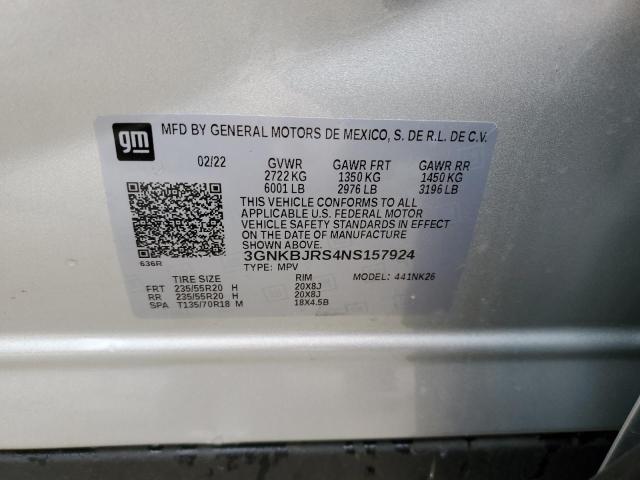 gm
MFD BY GENERAL MOTORS DE MEXICO, S. DE R.L. DE C.V.
02/22 GVWR GAWR FRT GAWR RR
2722 KG 1350 KG 1450 KG
6001 LB 2976 LB 3196 LB
THIS VEHICLE CONFORMS TO ALL
APPLICABLE U.S. FEDERAL MOTOR
VEHICLE SAFETY STANDARDS IN EFFECT
ON THE DATE OF MANUFACTURE
SHOWN ABOVE.
636R 3GNKBJRS4NS157924
TYPE: MPV MODEL: 441NK26
TIRE SIZE RIM
FRT 235/55R20 H 20X8J
RR 235/55R20 H 20X8J
SPA T135/70R18 M 18X4.5B